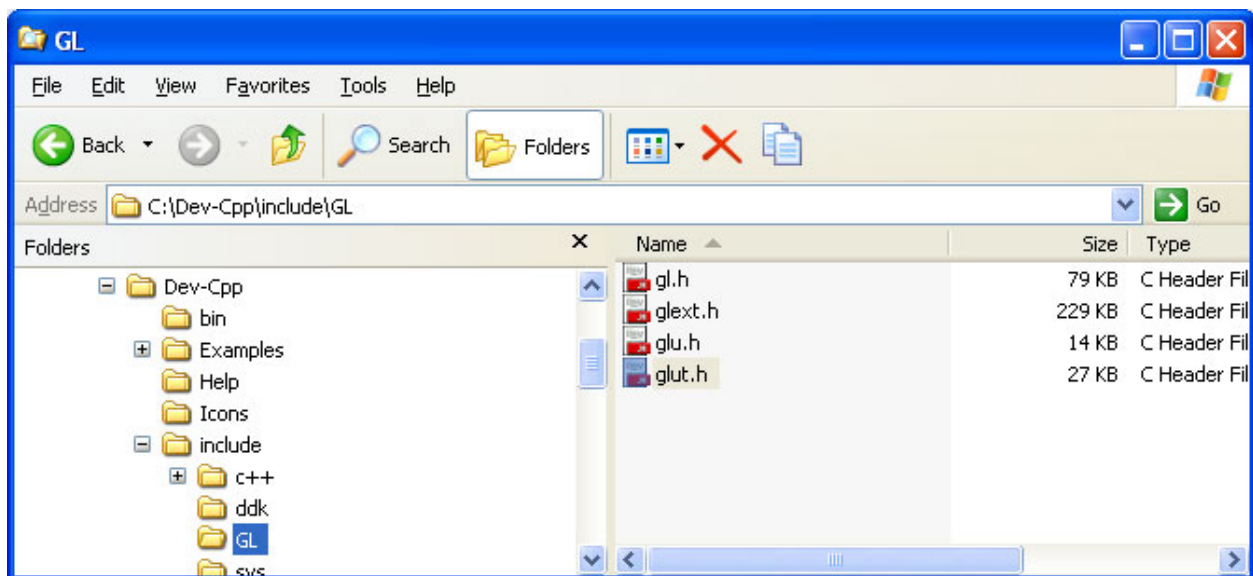 GL
File Edit View Favorites Tools Help
Back Search Folders
Address C:\Dev-Cpp\include\GL Go
Folders
Name Size Type
Dev-Cpp
bin
Examples
Help
Icons
include
c++
ddk
GL
sys
gl.h 79 KB C Header Fil
glext.h 229 KB C Header Fil
glu.h 14 KB C Header Fil
glut.h 27 KB C Header Fil